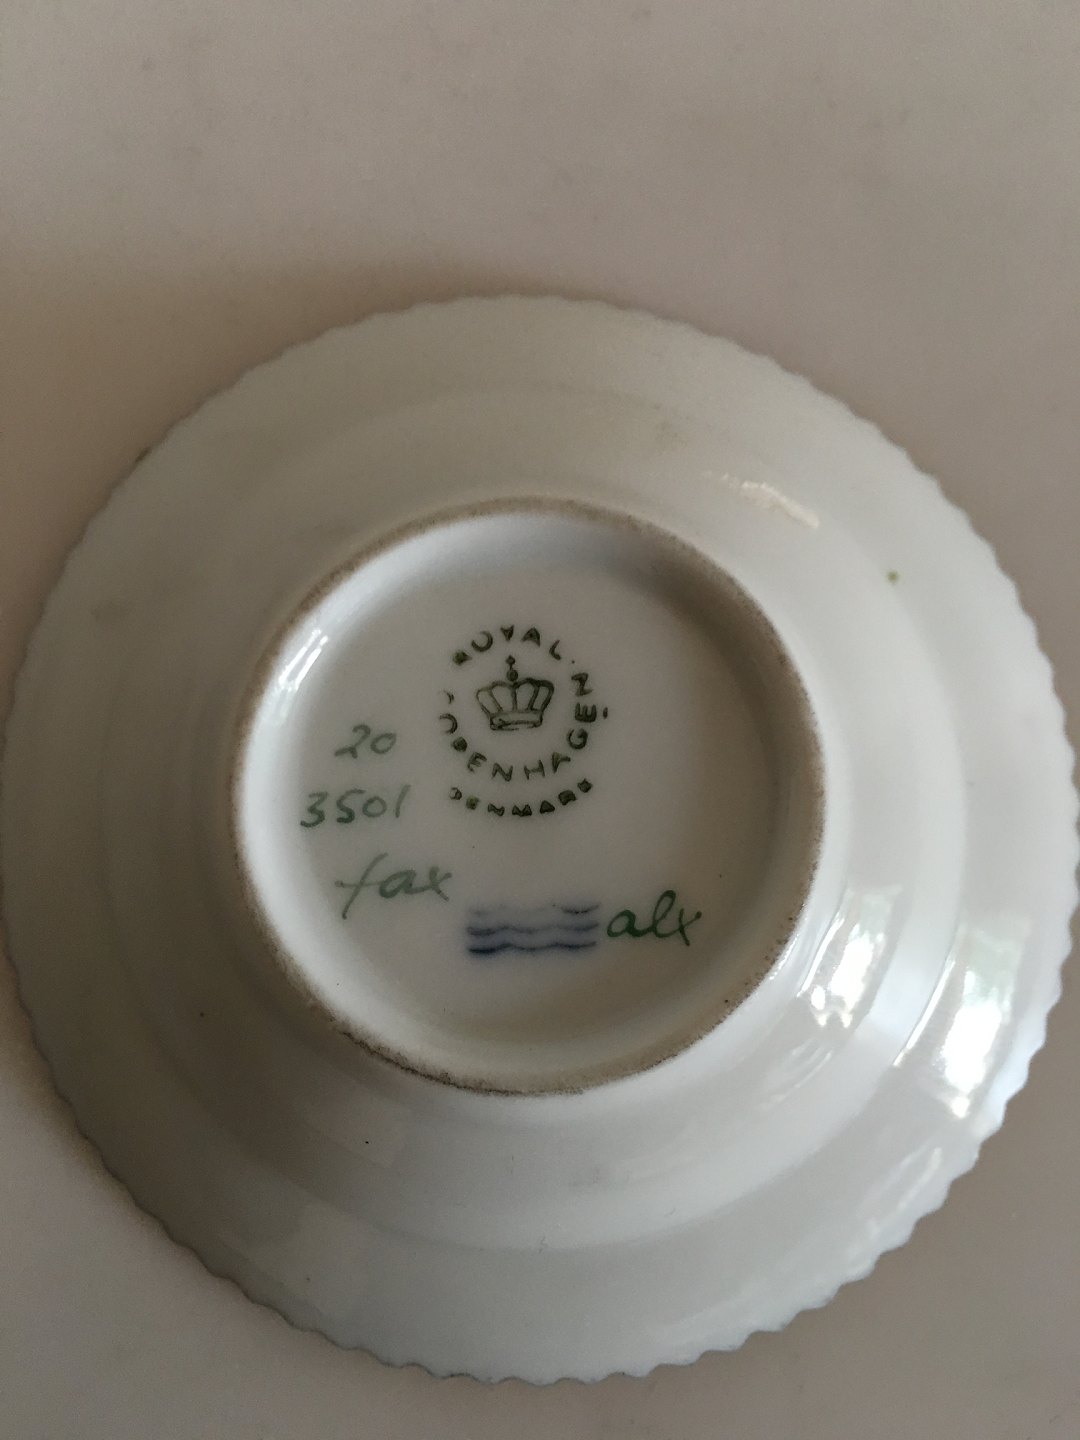 ROYAL
COPENHAGEN
DENMARK
20
3501
fax
alx